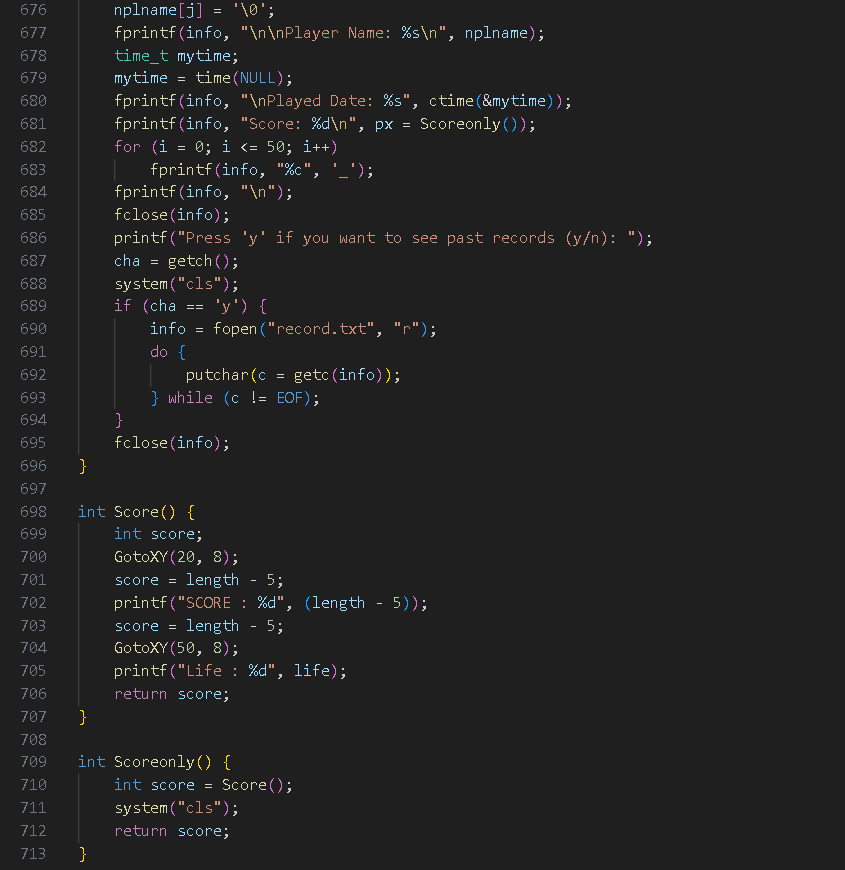 676 nplname[j] = '\0';
677 fprintf(info, "\n\nPlayer Name: %s\n", nplname);
678 time_t mytime;
679 mytime = time(NULL);
680 fprintf(info, "\nPlayed Date: %s", ctime(&mytime));
681 fprintf(info, "Score: %d\n", px = Scoreonly());
682 for (i = 0; i <= 50; i++)
683 fprintf(info, "%c", '_');
684 fprintf(info, "\n");
685 fclose(info);
686 printf("Press 'y' if you want to see past records (y/n): ");
687 cha = getch();
688 system("cls");
689 if (cha == 'y') {
690 info = fopen("record.txt", "r");
691 do {
692 putchar(c = getc(info));
693 } while (c != EOF);
694 }
695 fclose(info);
696 }
697
698 int Score() {
699 int score;
700 GotoXY(20, 8);
701 score = length - 5;
702 printf("SCORE : %d", (length - 5));
703 score = length - 5;
704 GotoXY(50, 8);
705 printf("Life : %d", life);
706 return score;
707 }
708
709 int Scoreonly() {
710 int score = Score();
711 system("cls");
712 return score;
713 }